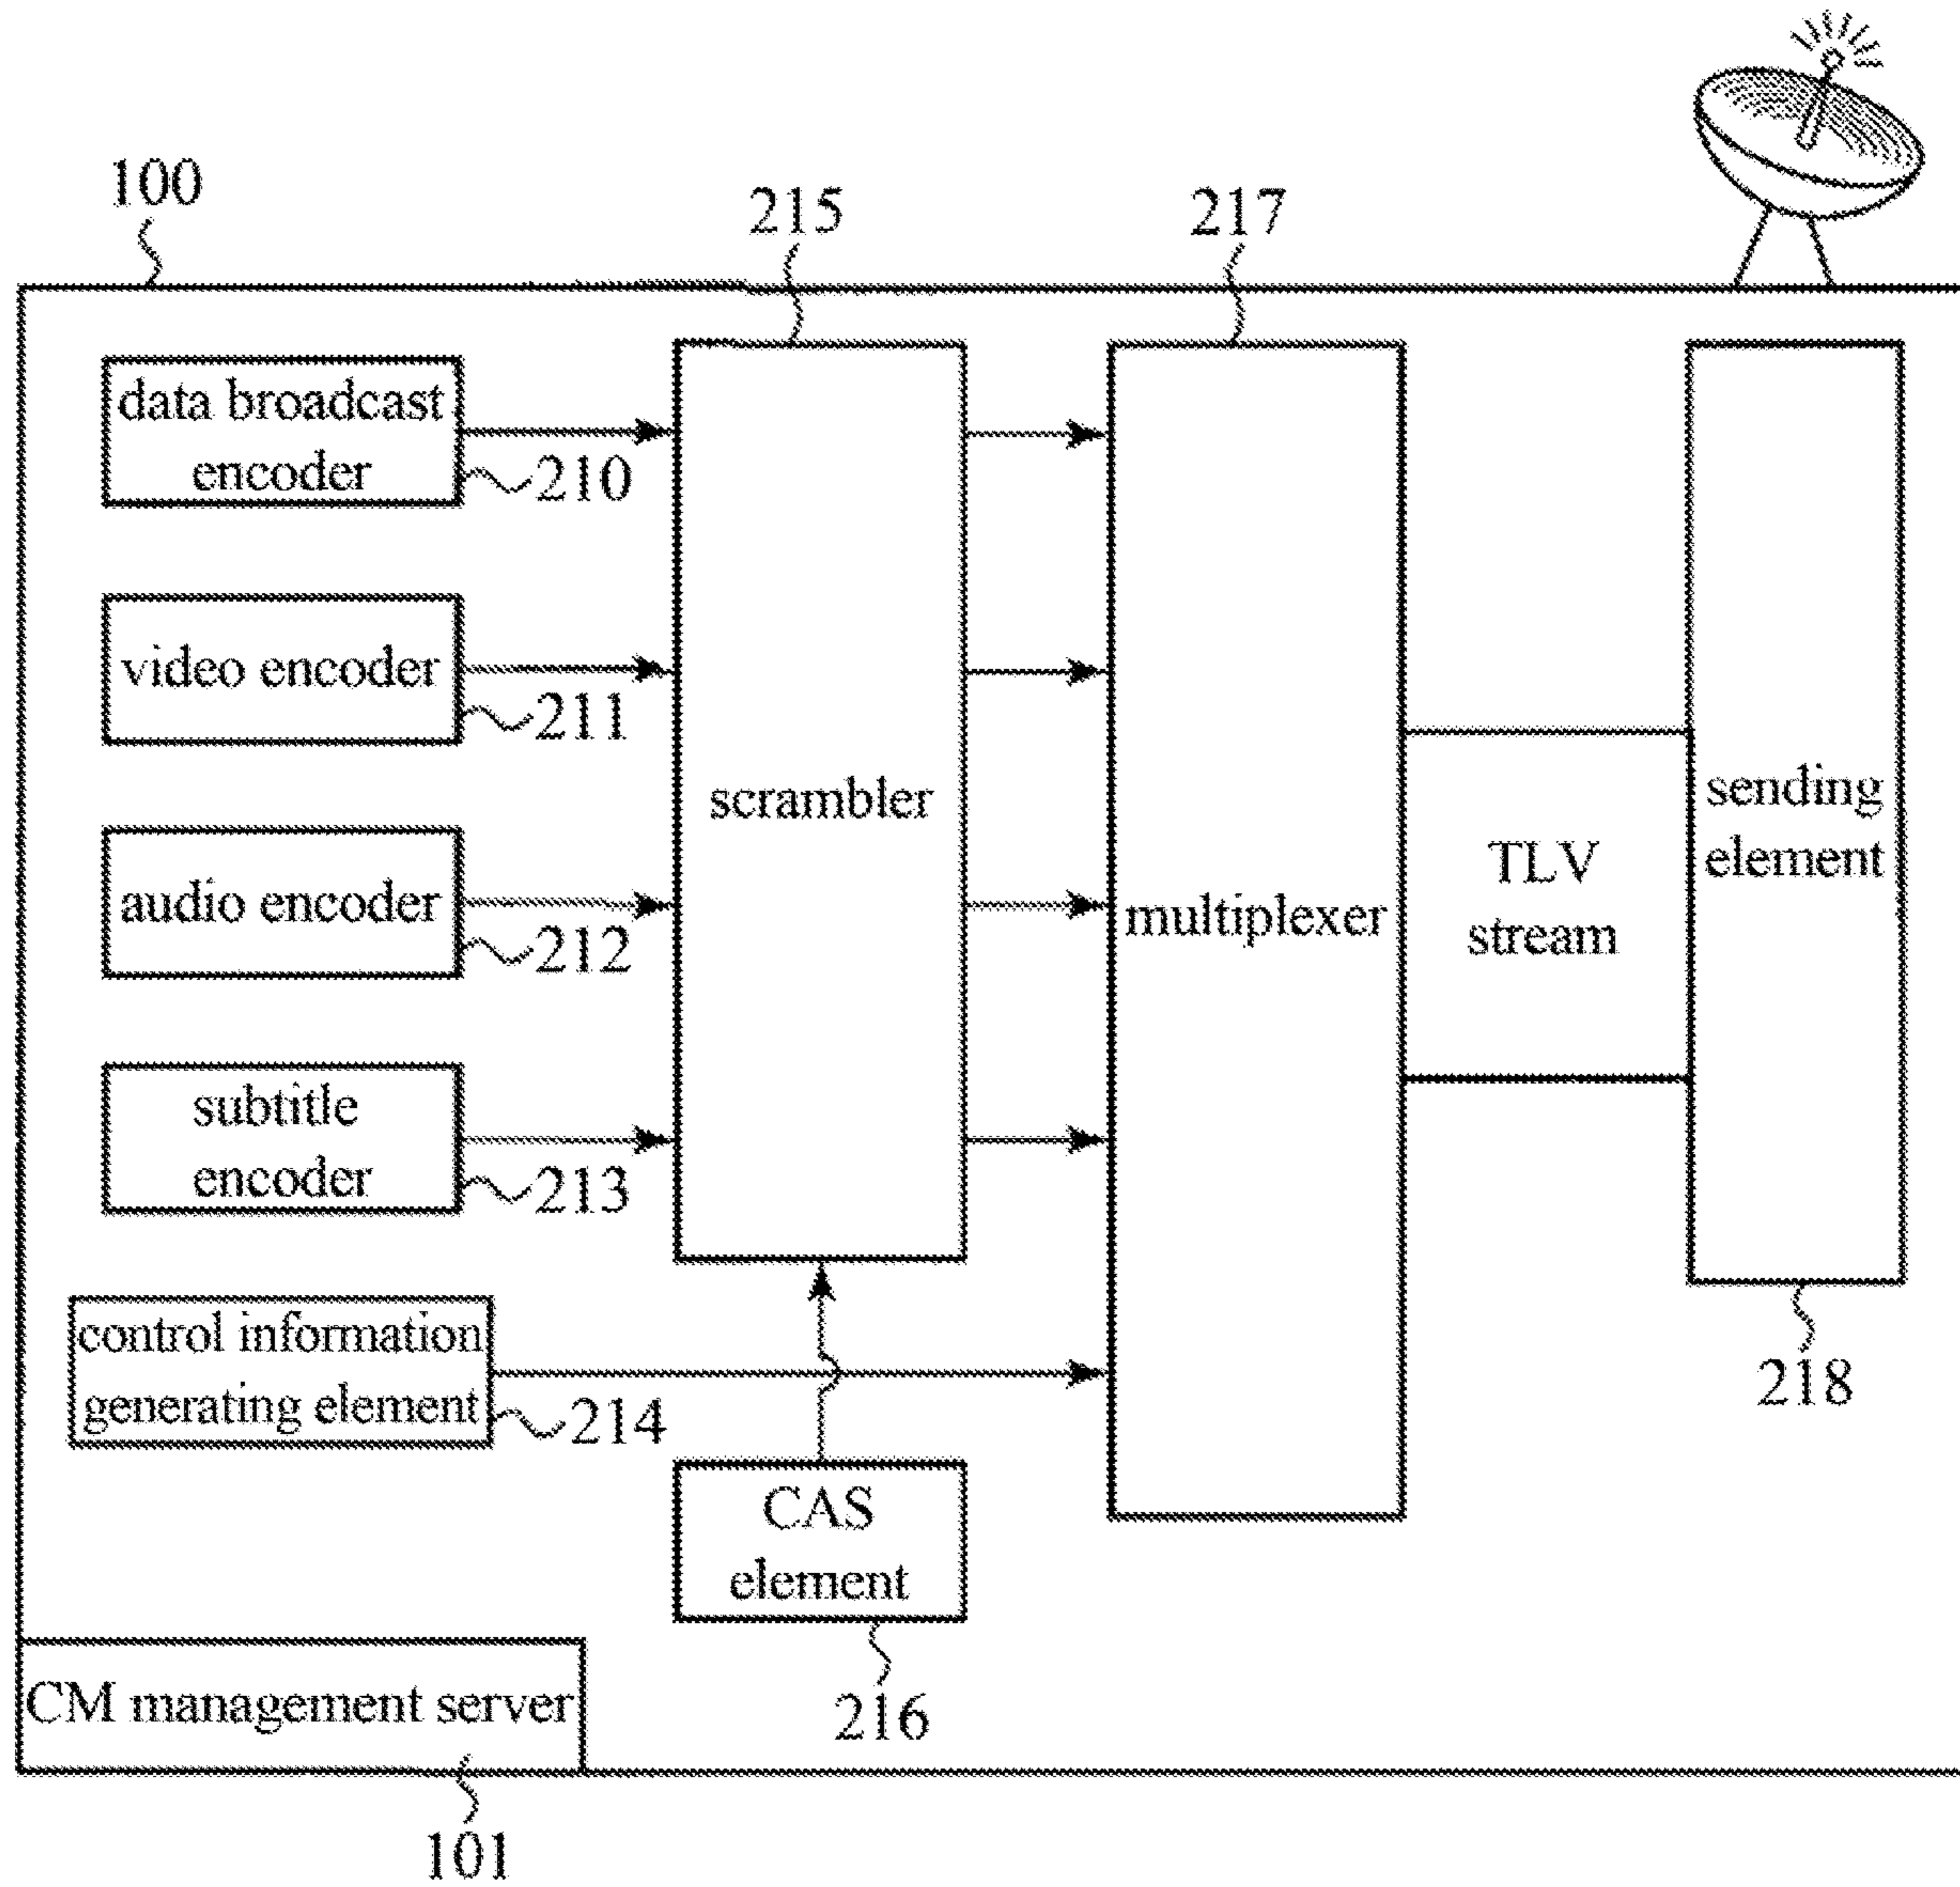 100
215
217
data broadcast
encoder
210
video encoder
211
audio encoder
212
subtitle
encoder
213
control information
generating element
214
scrambler
CAS
element
216
multiplexer
TLV
stream
sending
element
218
CM management server
101